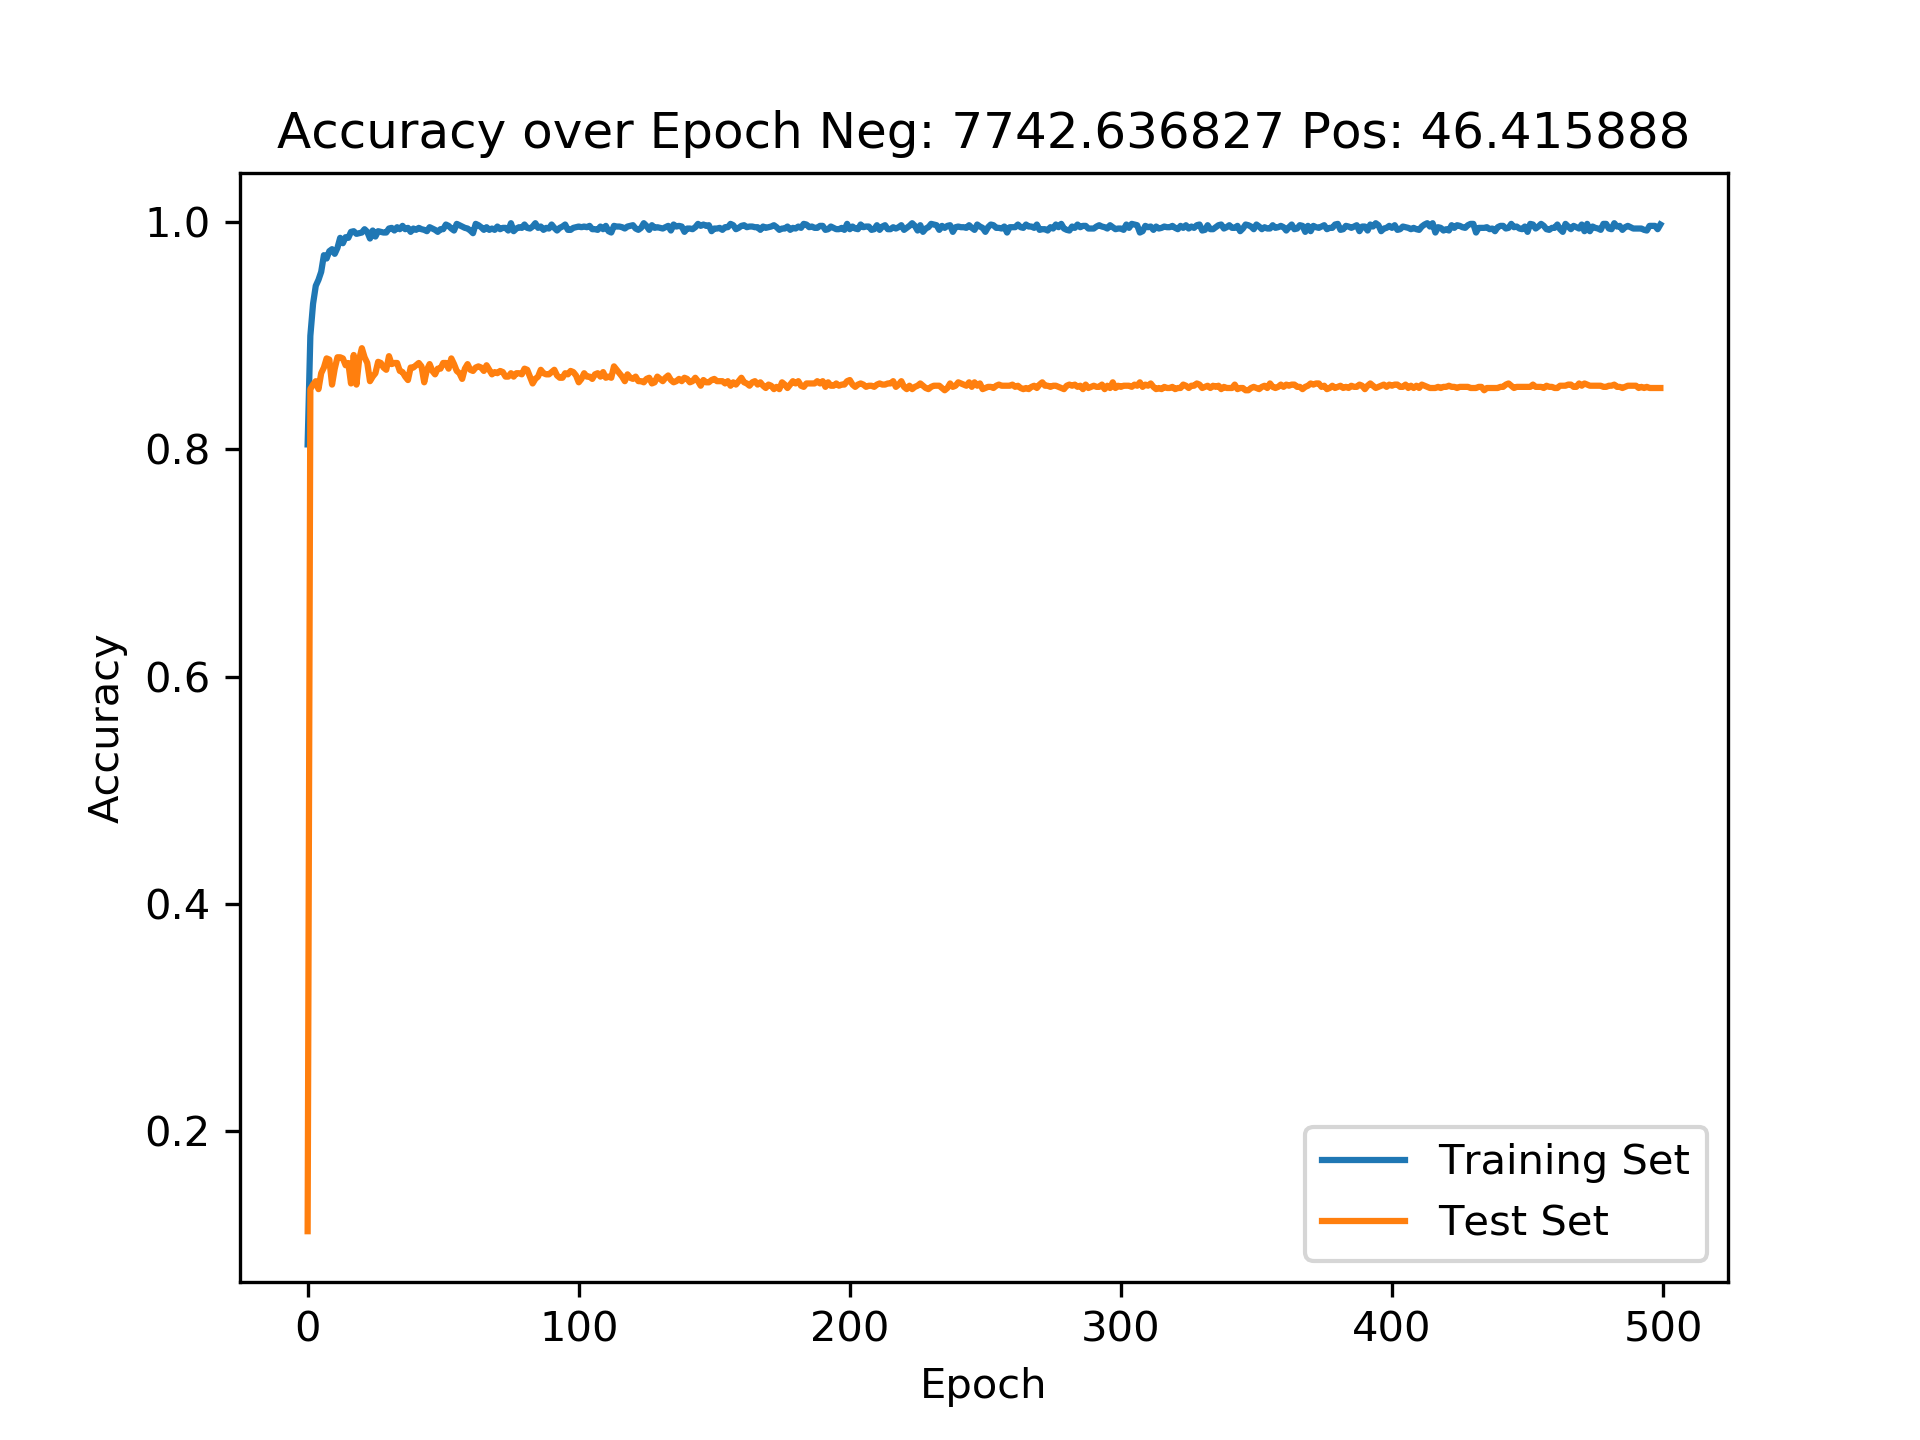 Accuracy over Epoch Neg: 7742.636827 Pos: 46.415888
1.0
0.8
0.6
0.4
0.2
Accuracy
0 100 200 300 400 500
Epoch
Training Set
Test Set